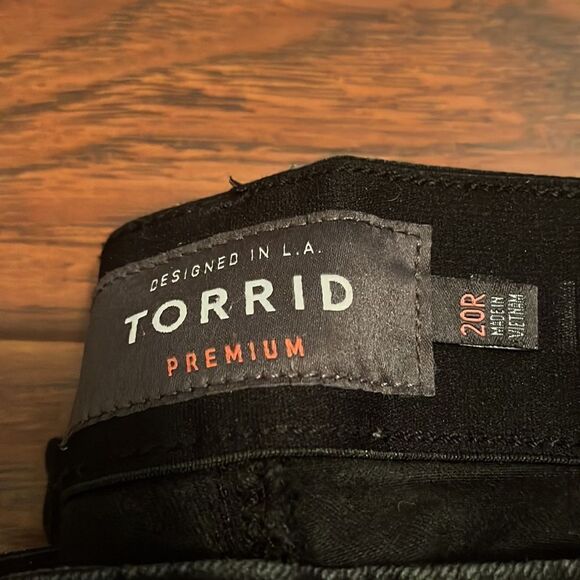 DESIGNED IN L.A.
TORRID
PREMIUM
20R
MADE IN
VIETNAM